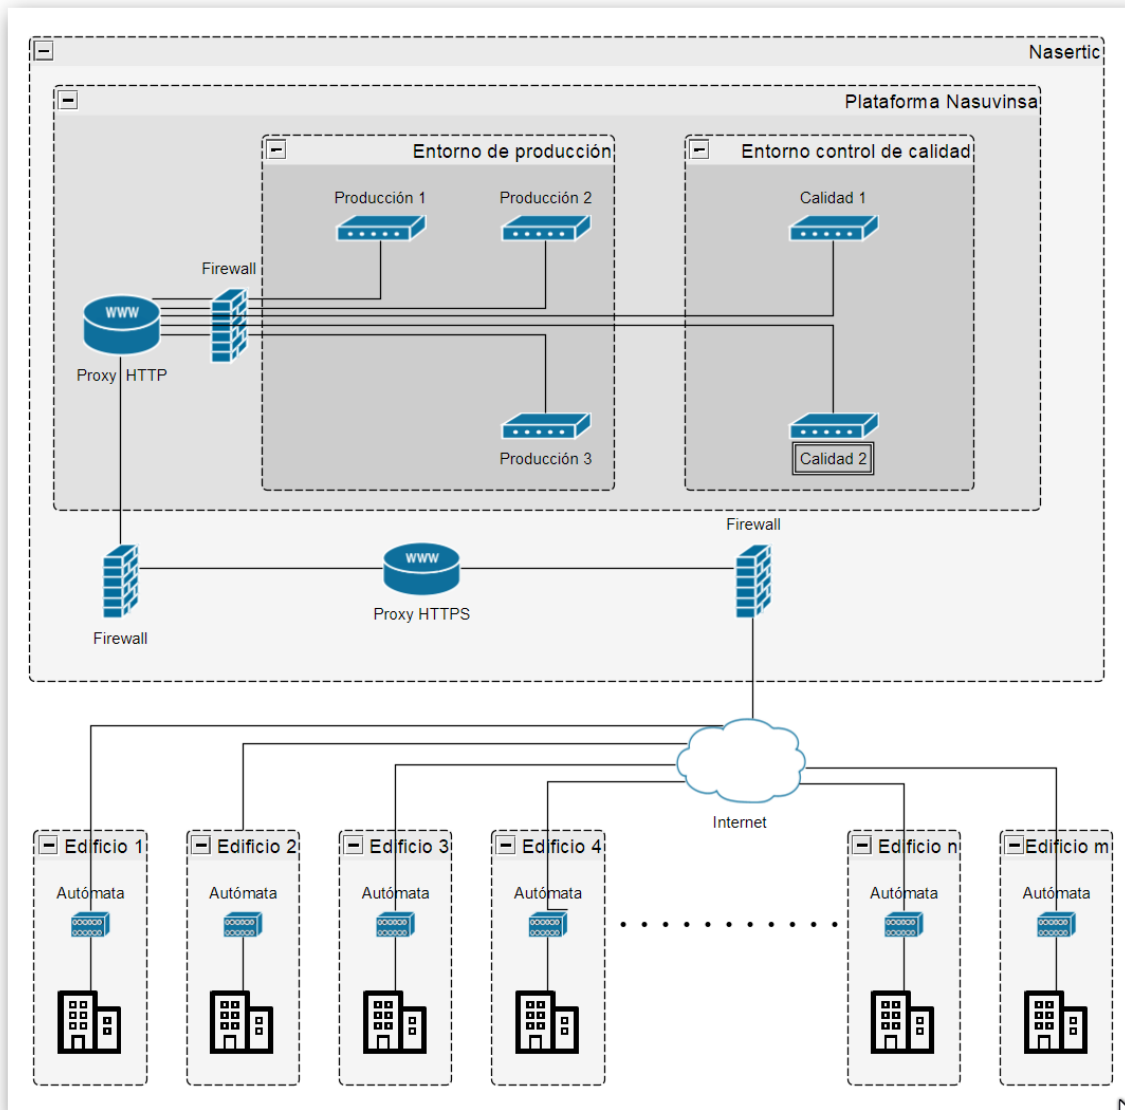 Nasertic
Plataforma Nasuvinsa
Entorno de producción
Entorno control de calidad
Producción 1
Producción 2
Calidad 1
Firewall
WWW
Proxy HTTP
Producción 3
Calidad 2
Firewall
WWW
Proxy HTTPS
Firewall
Internet
Edificio 1
Edificio 2
Edificio 3
Edificio 4
Edificio n
Edificio m
Autómata
Autómata
Autómata
Autómata
Autómata
Autómata